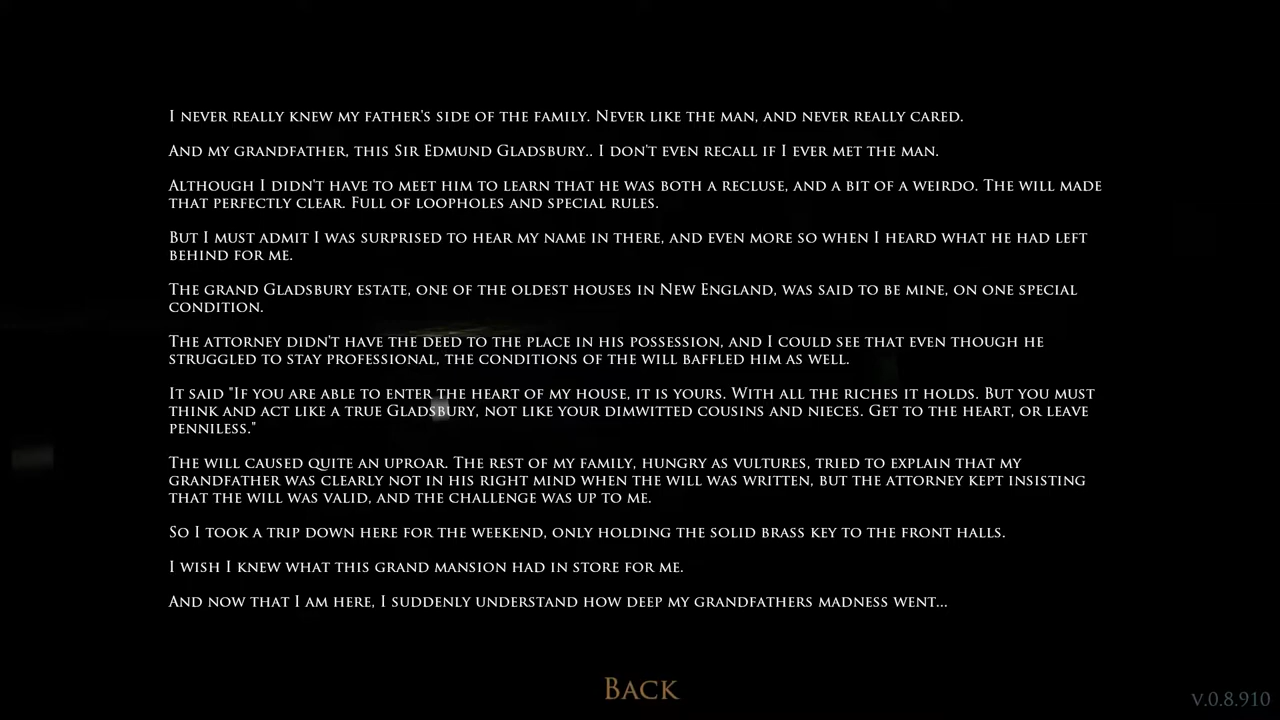 I never really knew my father's side of the family. Never like the man, and never really cared.
And my grandfather, this Sir Edmund Gladsbury.. I don't even recall if I ever met the man.
Although I didn't have to meet him to learn that he was both a recluse, and a bit of a weirdo. The will made
that perfectly clear. Full of loopholes and special rules.
But I must admit I was surprised to hear my name in there, and even more so when I heard what he had left
behind for me.
The grand Gladsbury estate, one of the oldest houses in New England, was said to be mine, on one special
condition.
The attorney didn't have the deed to the place in his possession, and I could see that even though he
struggled to stay professional, the conditions of the will baffled him as well.
It said "If you are able to enter the heart of my house, it is yours. With all the riches it holds. But you must
think and act like a true Gladsbury, not like your dimwitted cousins and nieces. Get to the heart, or leave
penniless."
The will caused quite an uproar. The rest of my family, hungry as vultures, tried to explain that my
grandfather was clearly not in his right mind when the will was written, but the attorney kept insisting
that the will was valid, and the challenge was up to me.
So I took a trip down here for the weekend, only holding the solid brass key to the front halls.
I wish I knew what this grand mansion had in store for me.
And now that I am here, I suddenly understand how deep my grandfathers madness went...
Back
v.0.8.910